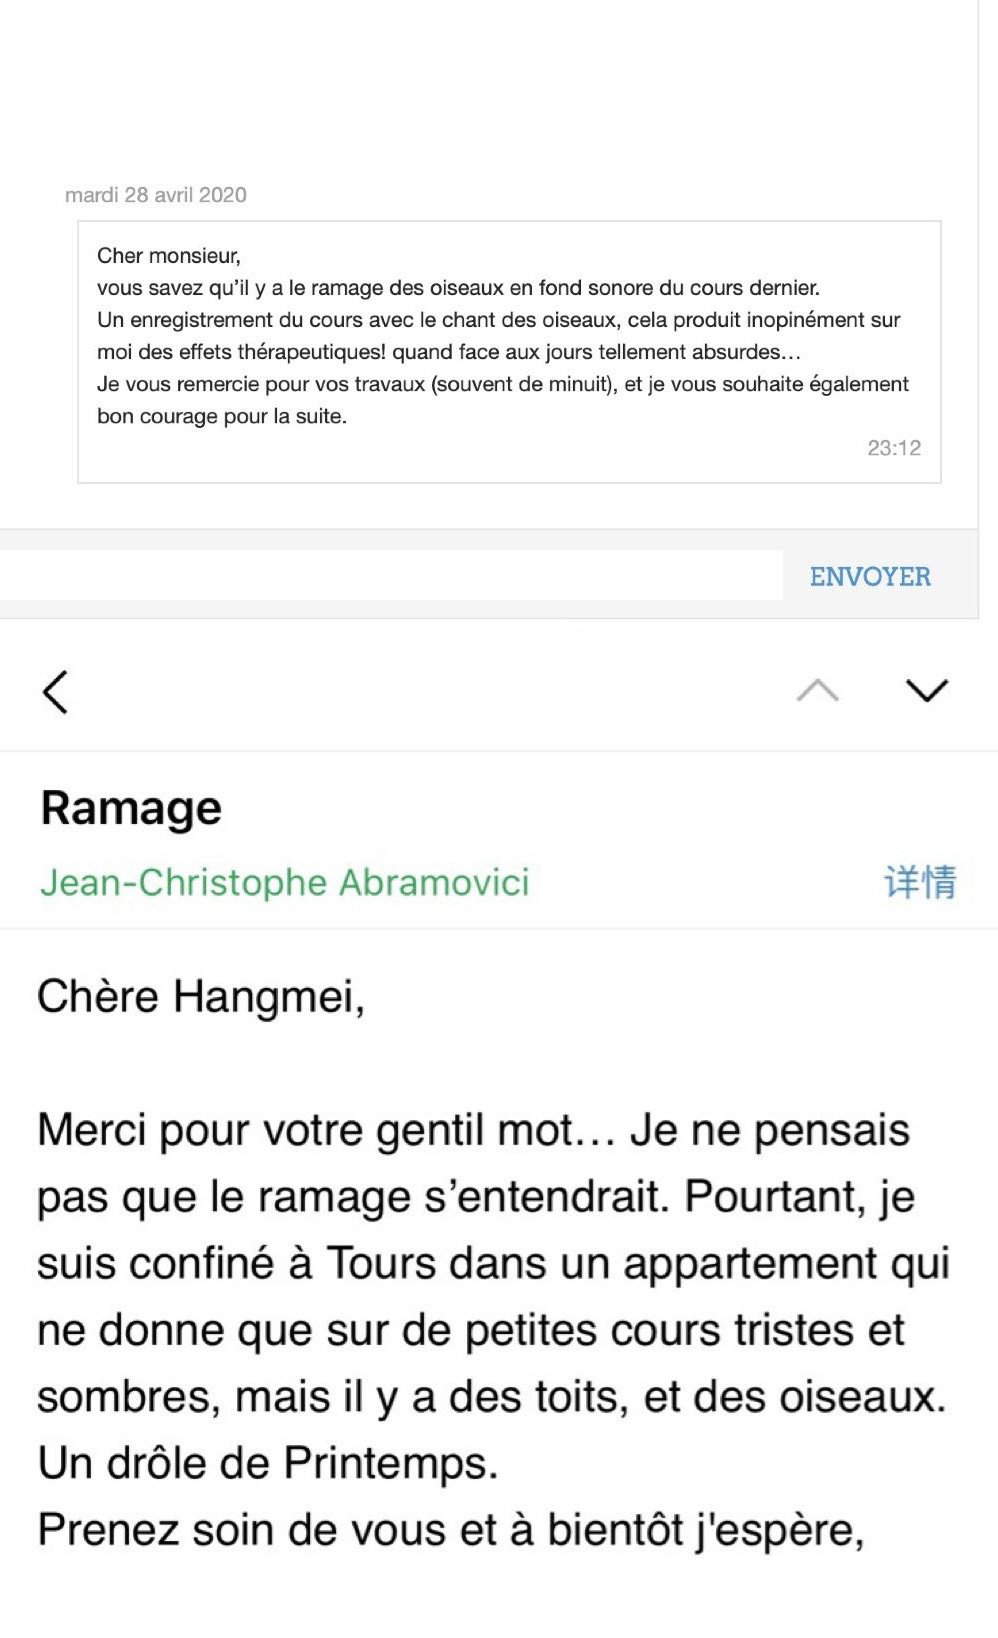 mardi 28 avril 2020
Cher monsieur,
vous savez qu’il y a le ramage des oiseaux en fond sonore du cours dernier.
Un enregistrement du cours avec le chant des oiseaux, cela produit inopinément sur
moi des effets thérapeutiques! quand face aux jours tellement absurdes…
Je vous remercie pour vos travaux (souvent de minuit), et je vous souhaite également
bon courage pour la suite.
23:12
ENVOYER
Ramage
Jean-Christophe Abramovici 详情
Chère Hangmei,
Merci pour votre gentil mot… Je ne pensais
pas que le ramage s’entendrait. Pourtant, je
suis confiné à Tours dans un appartement qui
ne donne que sur de petites cours tristes et
sombres, mais il y a des toits, et des oiseaux.
Un drôle de Printemps.
Prenez soin de vous et à bientôt j'espère,